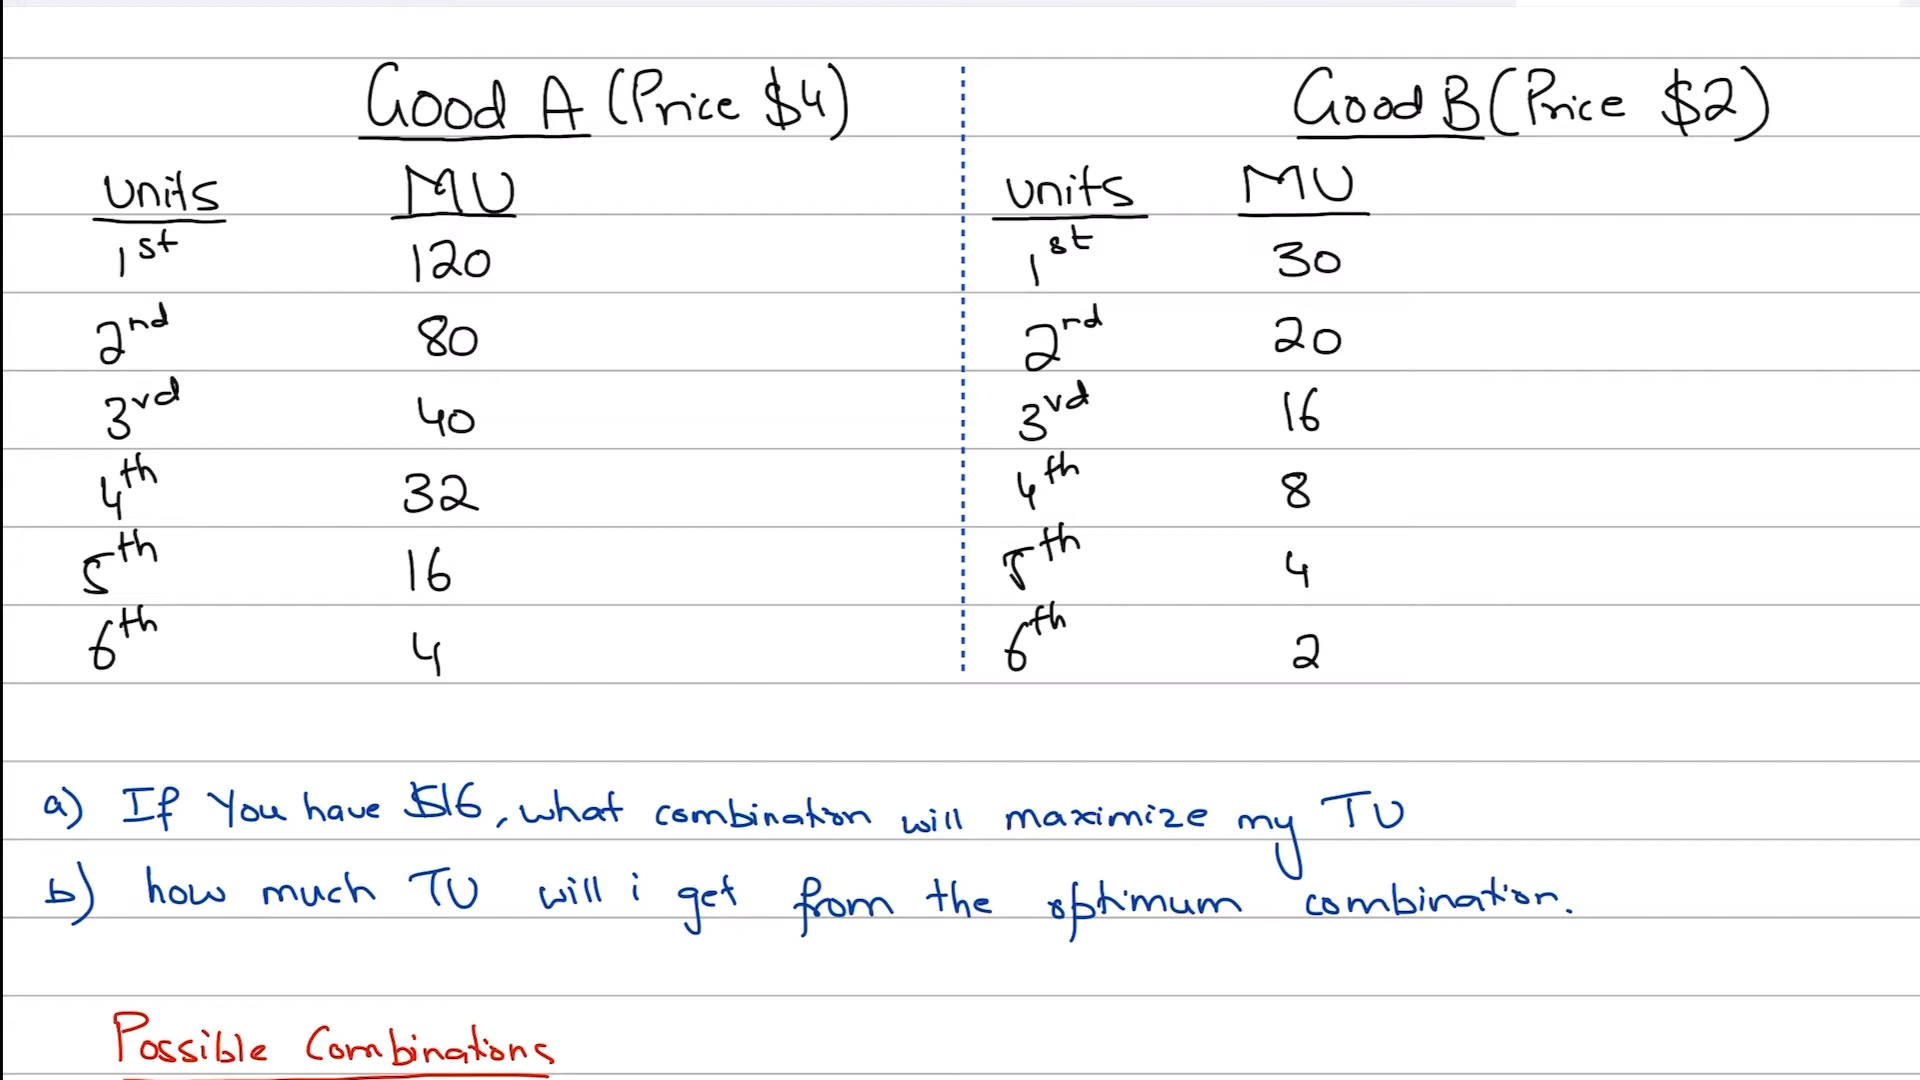 Good A (Price $4) Good B (Price $2)
Units MU Units MU
1st 120 1st 30
2nd 80 2nd 20
3rd 40 3rd 16
4th 32 4th 8
5th 16 5th 4
6th 4 6th 2
a) If You have $16, what combination will maximize my TU
b) how much TU will i get from the optimum combination.
Possible Combinations